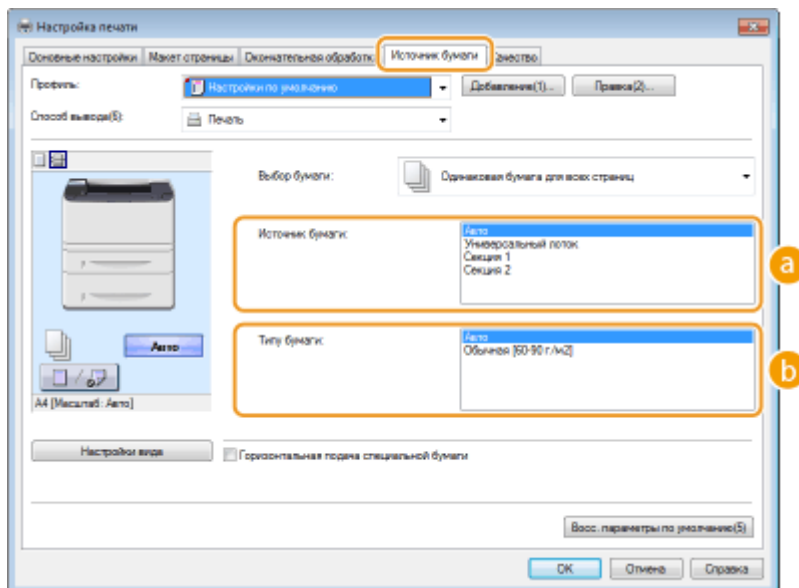 Настройка печати
Основные настройки Макет страницы Окончательная обработк. Источник бумаги Качество
Профиль: Настройки по умолчанию Добавление(1)... Правка(2)...
Способ вывода(6): Печать
Выбор бумаги: Одинаковая бумага для всех страниц
Источник бумаги: Авто
Универсальный лоток
Секция 1
Секция 2
a
Типу бумаги: Авто
Обычная [60-90 г/м2]
b
Авто
A4 [Масштаб: Авто]
Настройки вида Горизонтальная подача специальной бумаги
Восс. параметры по умолчанию(5)
OK Отмена Справка